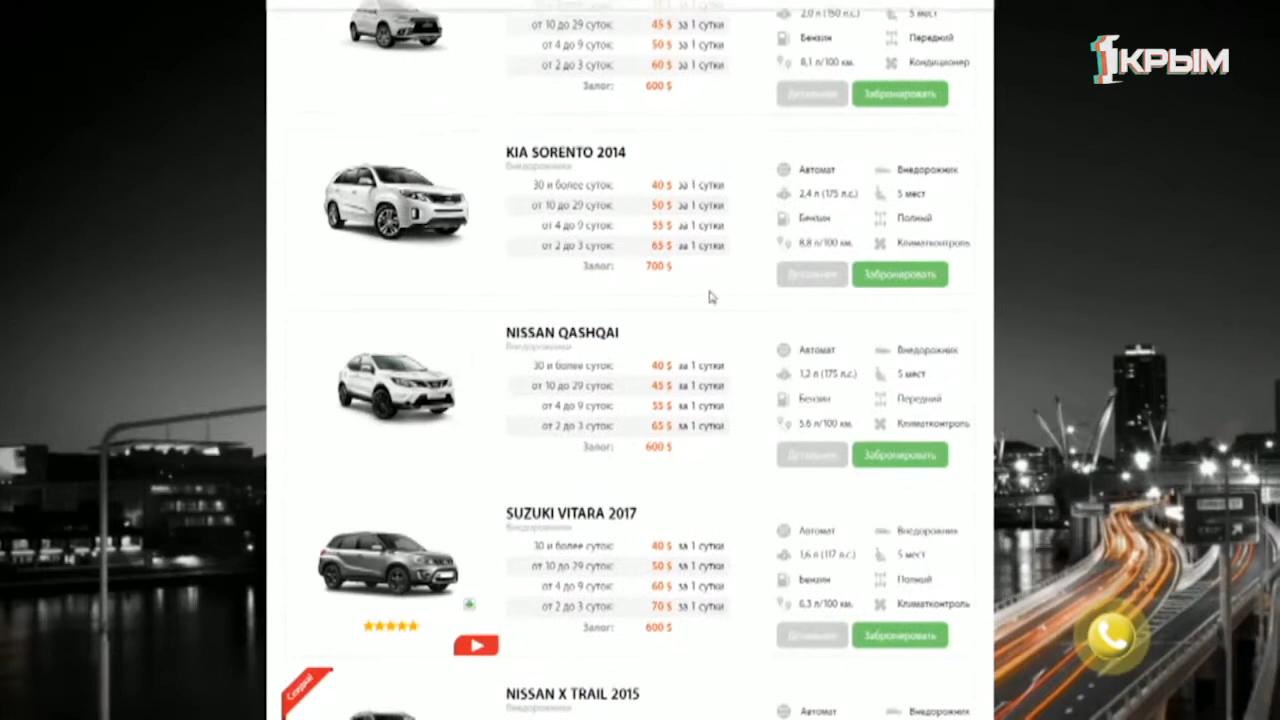 1КРЫМ
от 10 до 29 суток: 45 $ за 1 сутки
от 4 до 9 суток: 50 $ за 1 сутки
от 2 до 3 суток: 60 $ за 1 сутки
Залог: 600 $
2,0 л (150 л.с.) 5 мест
Бензин Передний
8,1 л/100 км. Кондиционер
Детальнее Забронировать
KIA SORENTO 2014
Внедорожники
30 и более суток: 40 $ за 1 сутки
от 10 до 29 суток: 50 $ за 1 сутки
от 4 до 9 суток: 55 $ за 1 сутки
от 2 до 3 суток: 65 $ за 1 сутки
Залог: 700 $
Автомат Внедорожник
2,4 л (175 л.с.) 5 мест
Бензин Полный
8,8 л/100 км. Климатконтроль
Детальнее Забронировать
NISSAN QASHQAI
Внедорожники
30 и более суток: 40 $ за 1 сутки
от 10 до 29 суток: 45 $ за 1 сутки
от 4 до 9 суток: 55 $ за 1 сутки
от 2 до 3 суток: 65 $ за 1 сутки
Залог: 600 $
Автомат Внедорожник
1,2 л (175 л.с.) 5 мест
Бензин Передний
5.6 л/100 км. Климатконтроль
Детальнее Забронировать
SUZUKI VITARA 2017
Внедорожники
30 и более суток: 40 $ за 1 сутки
от 10 до 29 суток: 50 $ за 1 сутки
от 4 до 9 суток: 60 $ за 1 сутки
от 2 до 3 суток: 70 $ за 1 сутки
Залог: 600 $
Автомат Внедорожник
1,6 л (117 л.с.) 5 мест
Бензин Полный
6,3 л/100 км. Климатконтроль
Детальнее Забронировать
Скидка!
NISSAN X TRAIL 2015
Внедорожники
Автомат Внедорожник